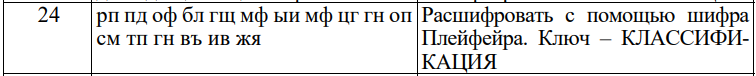 24 рп пд оф бл гщ мф ыи мф цг гн оп Расшифровать с помощью шифра
см тп гн въ ив жя Плейфейра. Ключ – КЛАССИФИ-
КАЦИЯ